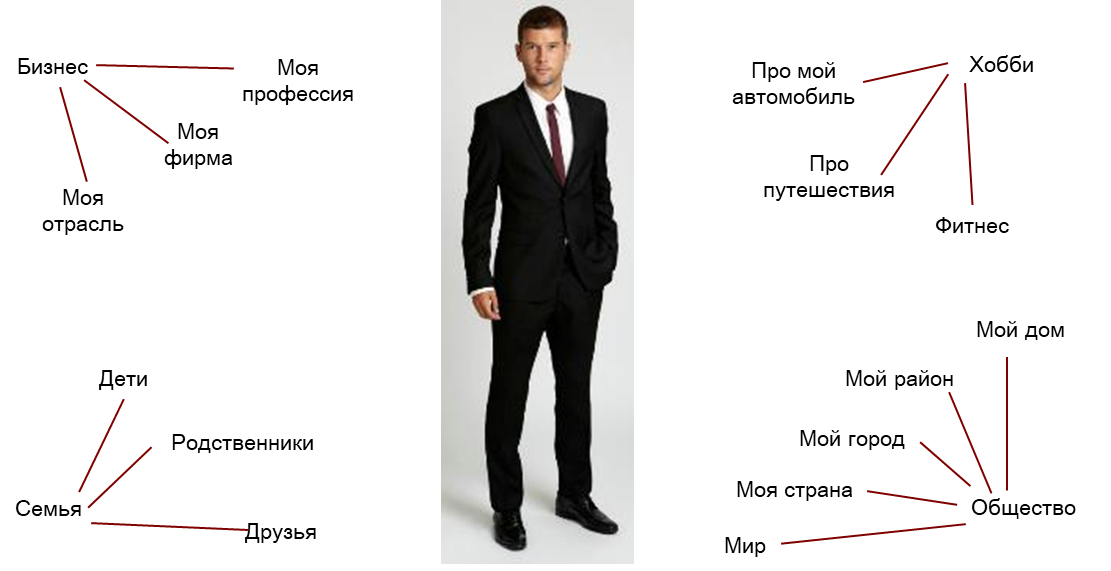 Бизнес
Моя
профессия
Моя
фирма
Моя
отрасль
Про мой
автомобиль
Хобби
Про
путешествия
Фитнес
Дети
Родственники
Семья
Друзья
Мой дом
Мой район
Мой город
Моя страна
Общество
Мир